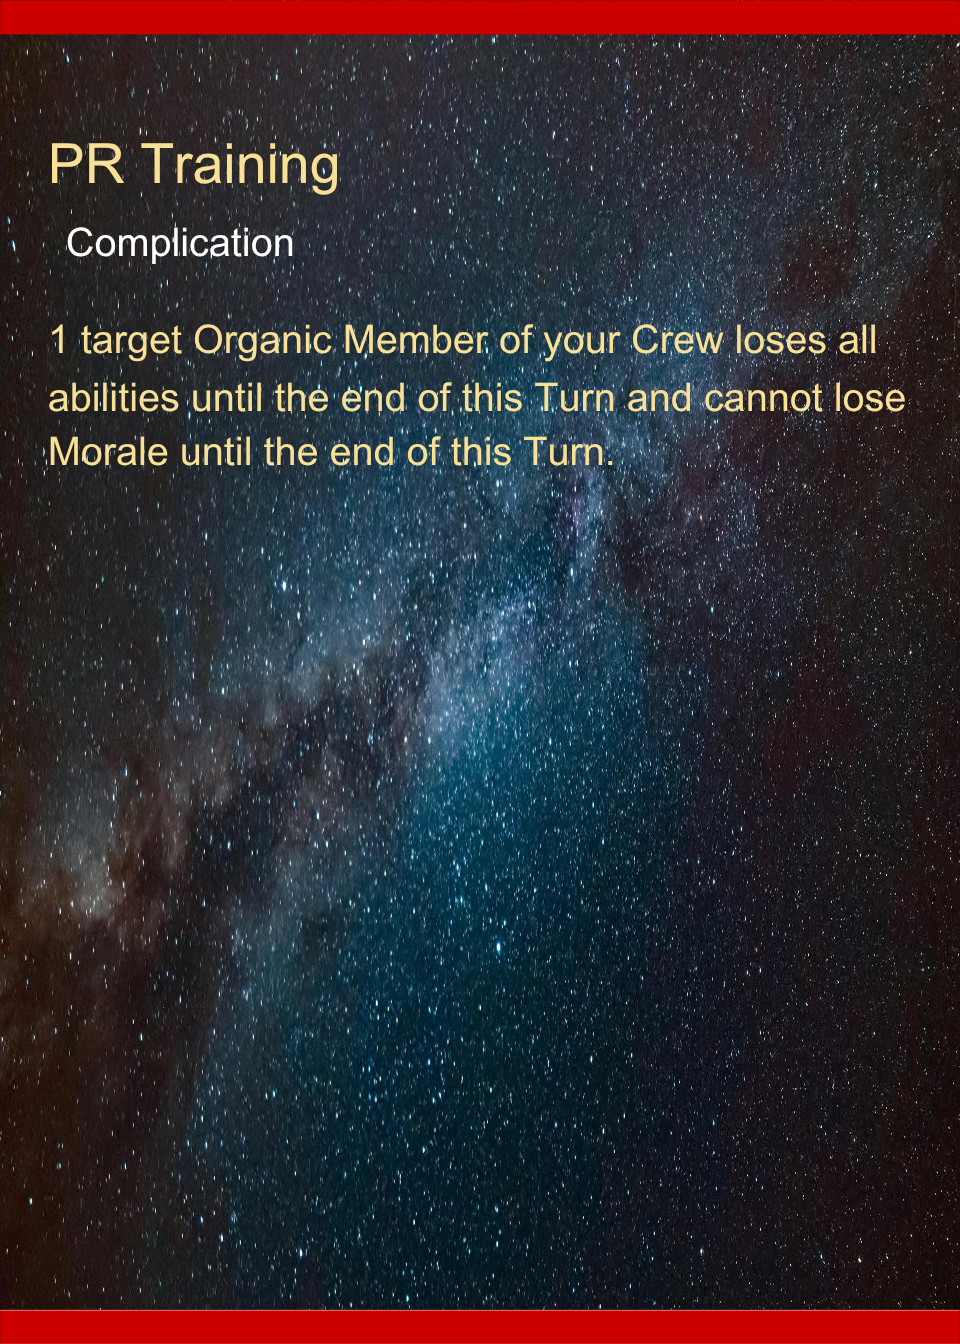 PR Training
Complication
1 target Organic Member of your Crew loses all
abilities until the end of this Turn and cannot lose
Morale until the end of this Turn.